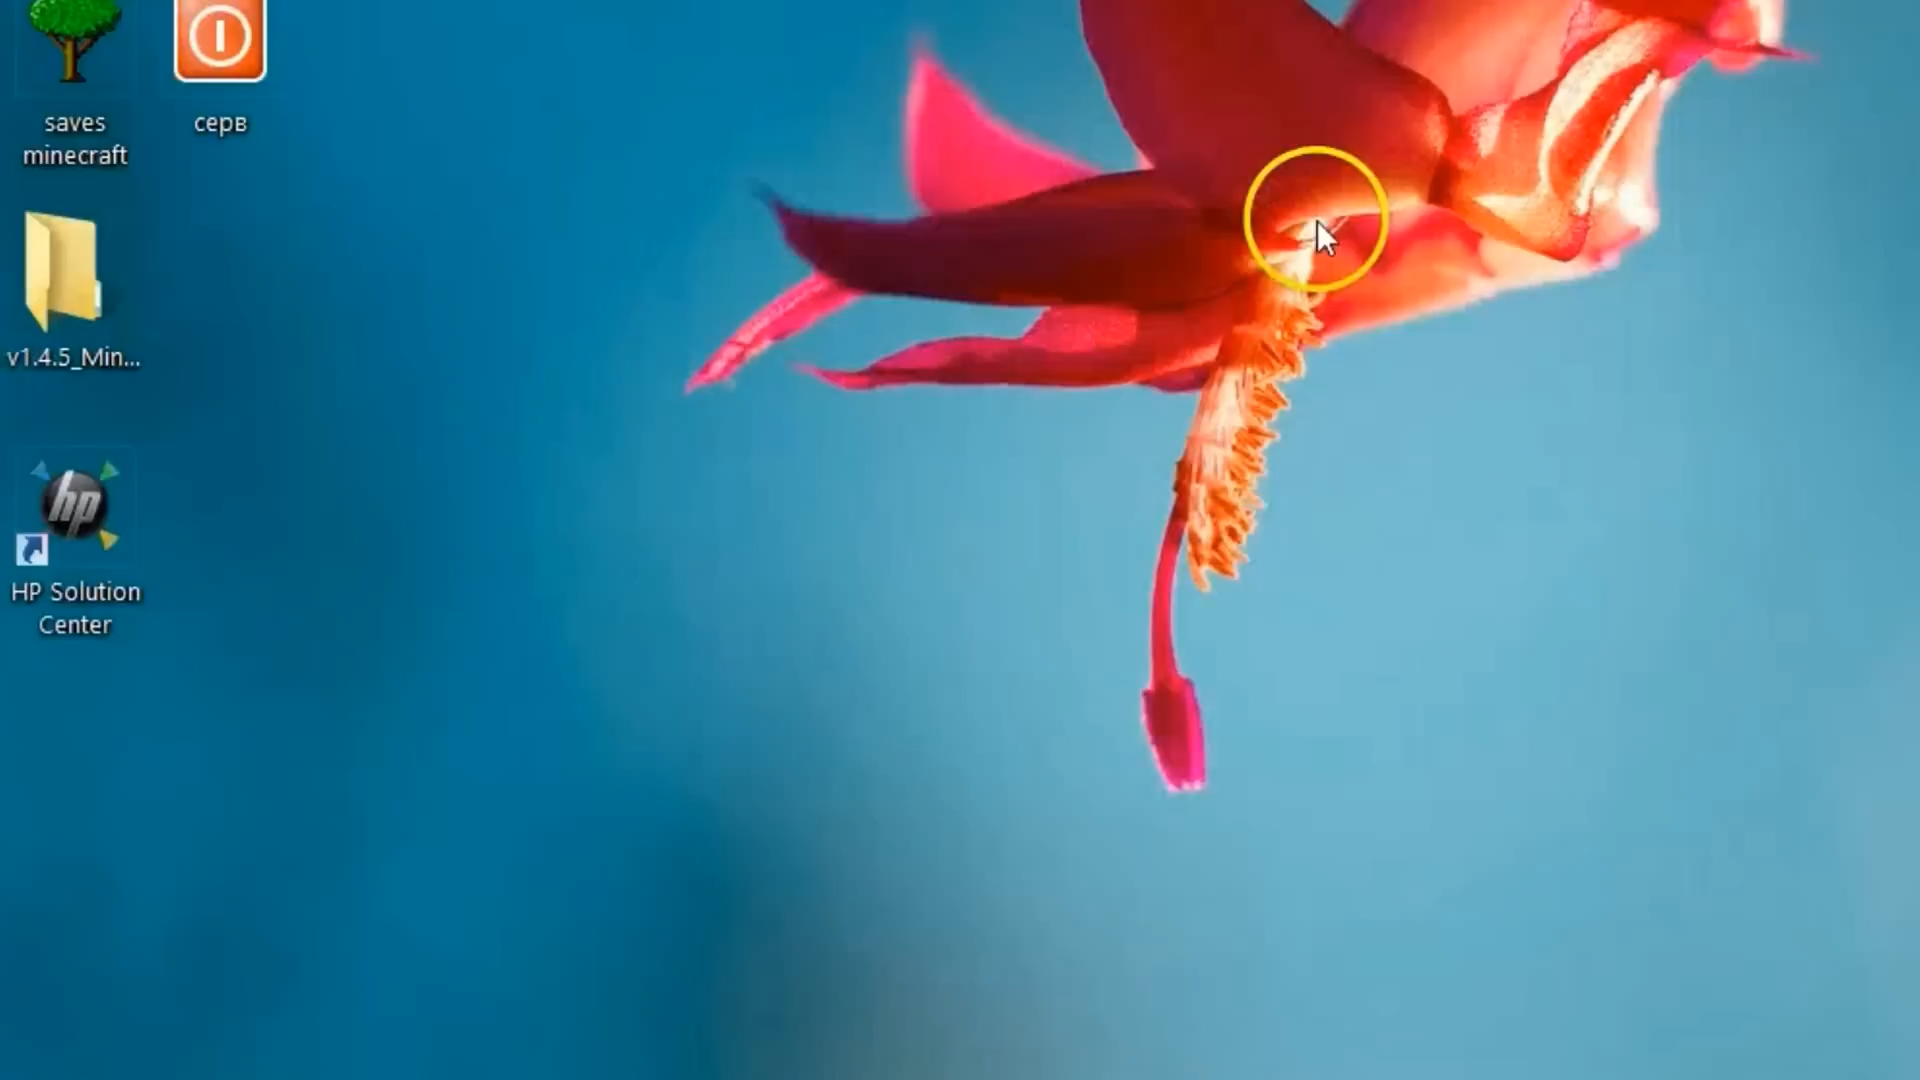 saves
minecraft
серв
v1.4.5_Min...
hp
HP Solution
Center